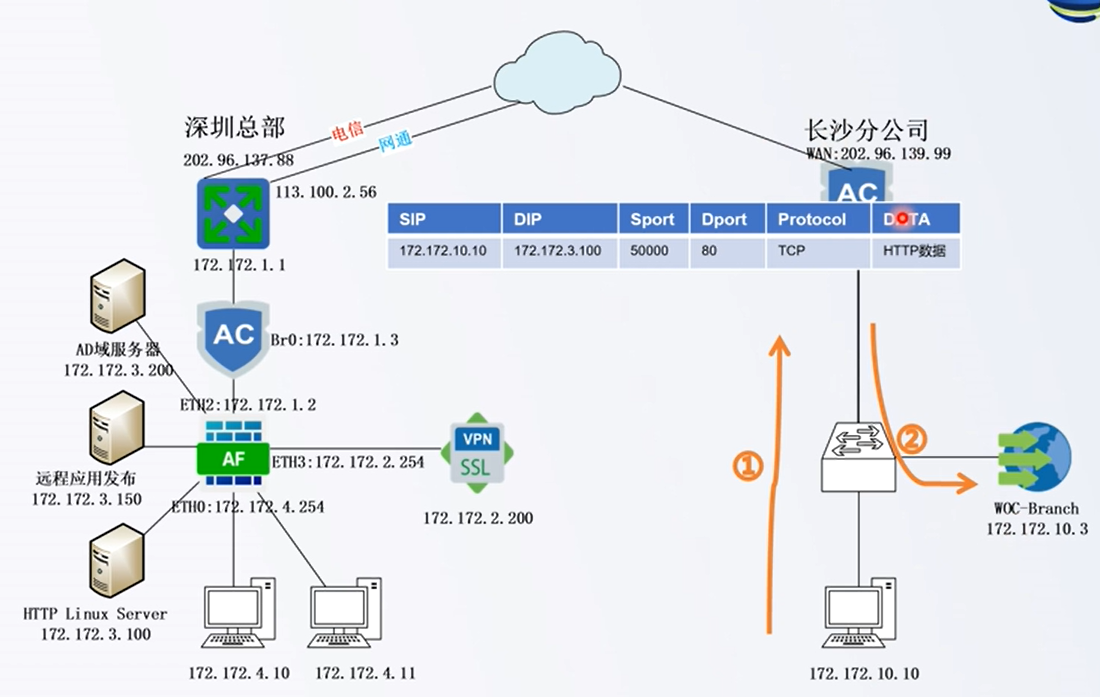 电信
网通
深圳总部
202.96.137.88
113.100.2.56
172.172.1.1
长沙分公司
WAN:202.96.139.99
AC
SIP DIP Sport Dport Protocol DATA
172.172.10.10 172.172.3.100 50000 80 TCP HTTP数据
AC
Br0:172.172.1.3
AD域服务器
172.172.3.200
ETH2:172.172.1.2
AF
ETH3:172.172.2.254
ETH0:172.172.4.254
VPN
SSL
172.172.2.200
远程应用发布
172.172.3.150
HTTP Linux Server
172.172.3.100
172.172.4.10
172.172.4.11
①
②
WOC-Branch
172.172.10.3
172.172.10.10